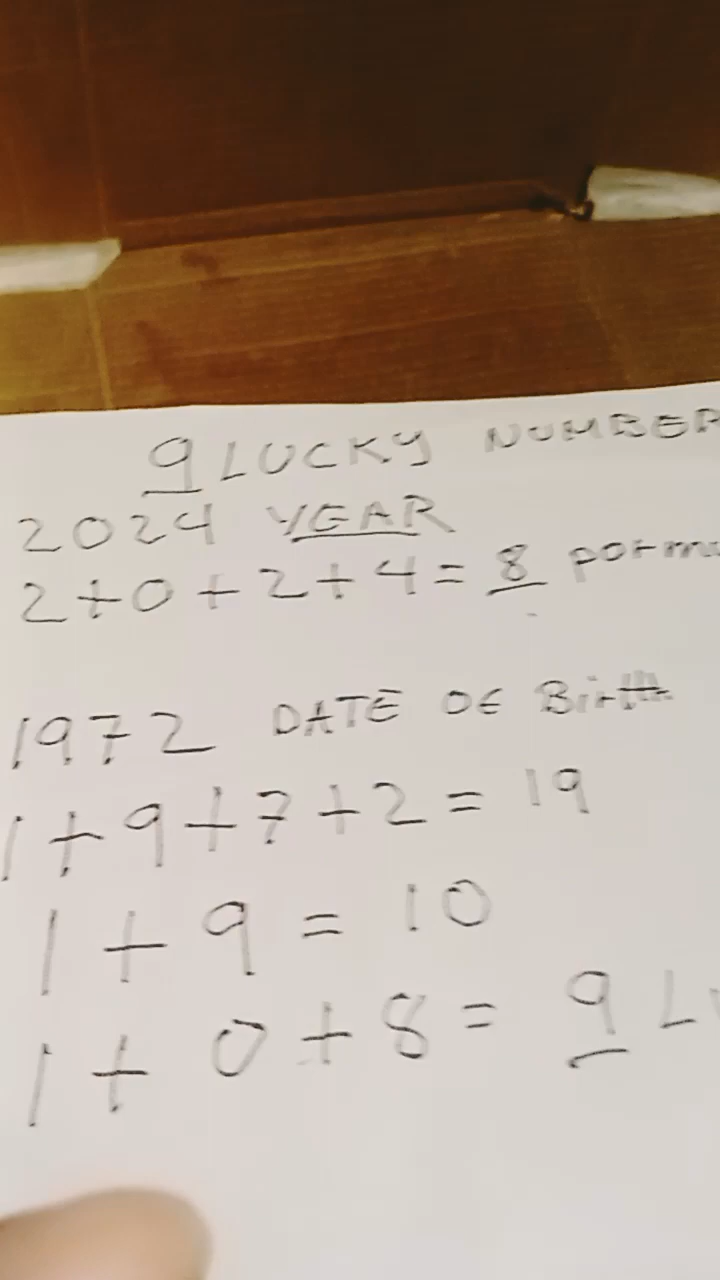 9 LUCKY NUMBER
2024 YEAR
2+0+2+4=8
1972 DATE OF Birth
1+9+7+2=19
1+9=10
1+0+8=9